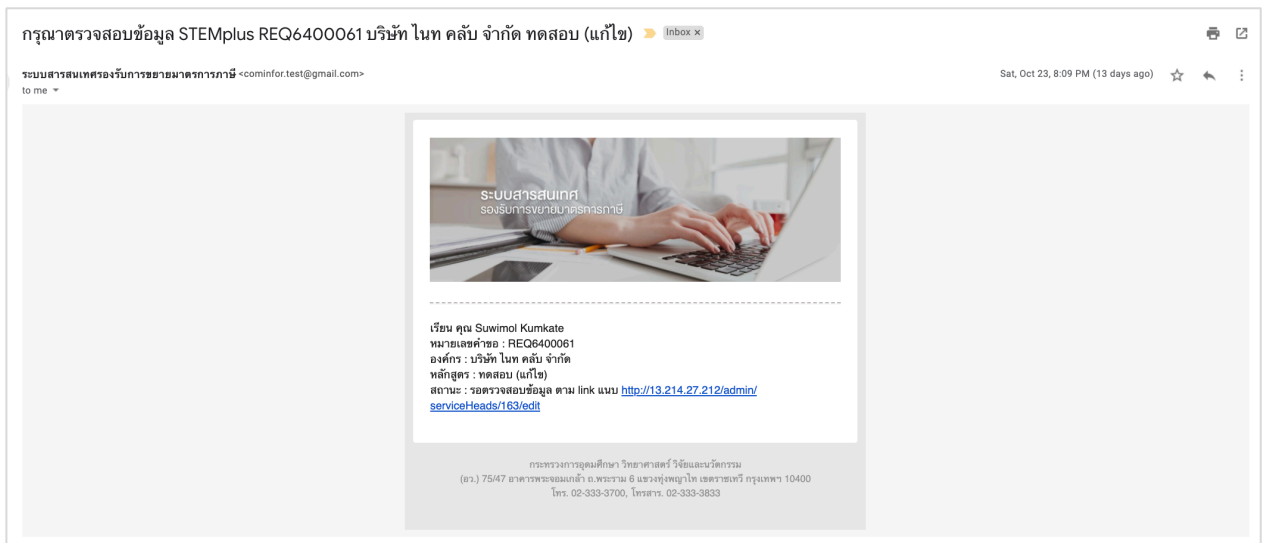 กรุณาตรวจสอบข้อมูล STEMplus REQ6400061 บริษัท ไนท คลับ จำกัด ทดสอบ (แก้ไข) Inbox x
ระบบสารสนเทศรองรับการขยายมาตรการภาษี <cominfor.test@gmail.com> Sat, Oct 23, 8:09 PM (13 days ago)
to me
ระบบสารสนเทศ
รองรับการขยายมาตรการภาษี
เรียน คุณ Suwimol Kumkate
หมายเลขคำขอ : REQ6400061
องค์กร : บริษัท ไนท คลับ จำกัด
หลักสูตร : ทดสอบ (แก้ไข)
สถานะ : รอตรวจสอบข้อมูล ตาม link แนบ http://13.214.27.212/admin/
serviceHeads/163/edit
กระทรวงการอุดมศึกษา วิทยาศาสตร์ วิจัยและนวัตกรรม
(อว.) 75/47 อาคารพระจอมเกล้า ถ.พระราม 6 แขวงทุ่งพญาไท เขตราชเทวี กรุงเทพฯ 10400
โทร. 02-333-3700, โทรสาร. 02-333-3833